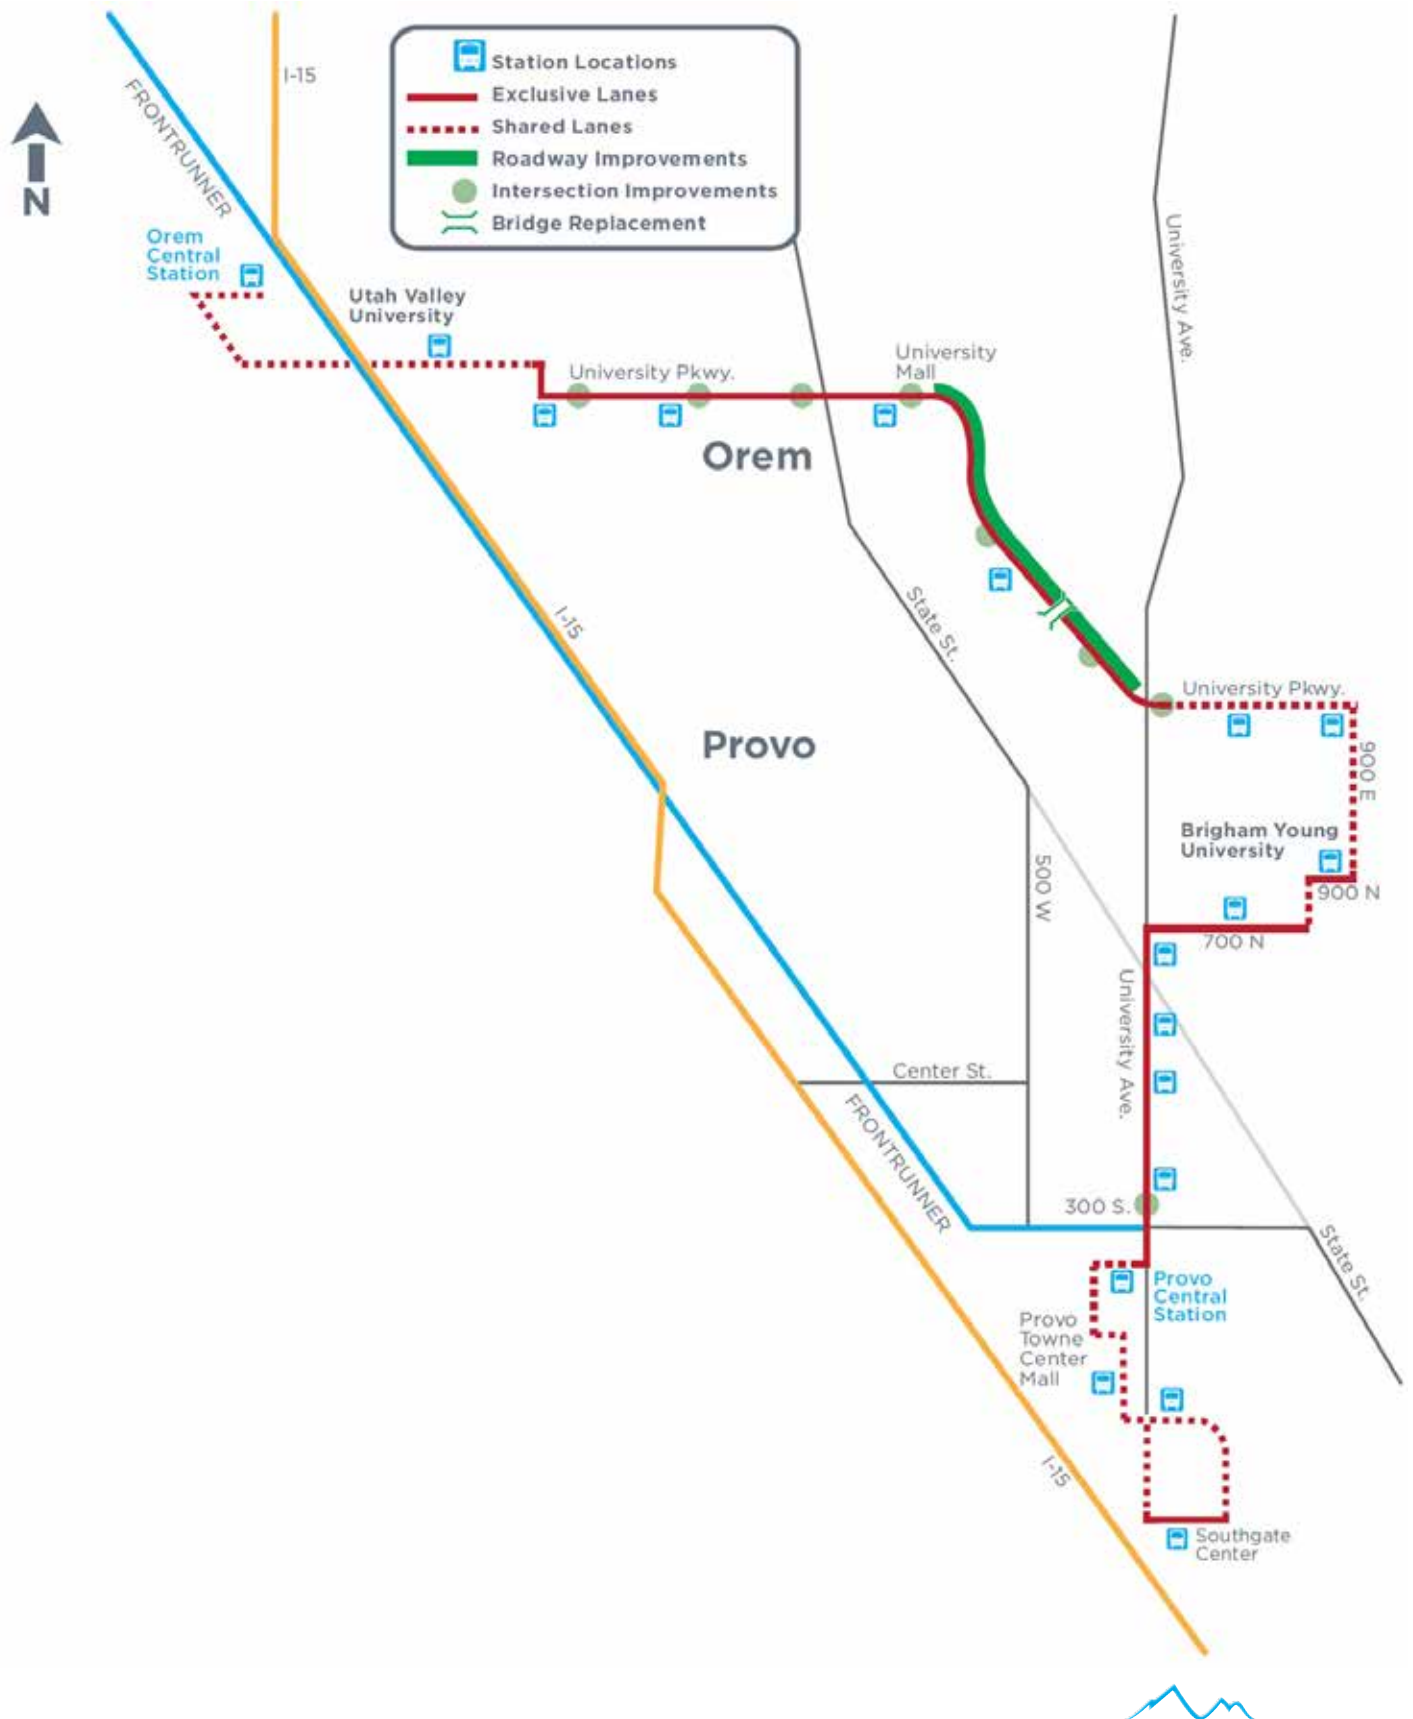 I-15
Station Locations
Exclusive Lanes
Shared Lanes
Roadway Improvements
Intersection Improvements
Bridge Replacement
FRONTRUNNER
N
University Ave.
Orem
Central
Station
Utah Valley
University
University Pkwy.
University
Mall
Orem
I-15
State St.
University Pkwy.
Provo
900 E
Brigham Young
University
500 W
900 N
700 N
University Ave.
Center St.
FRONTRUNNER
300 S.
State St.
Provo
Central
Station
Provo
Towne
Center
Mall
I-15
Southgate
Center